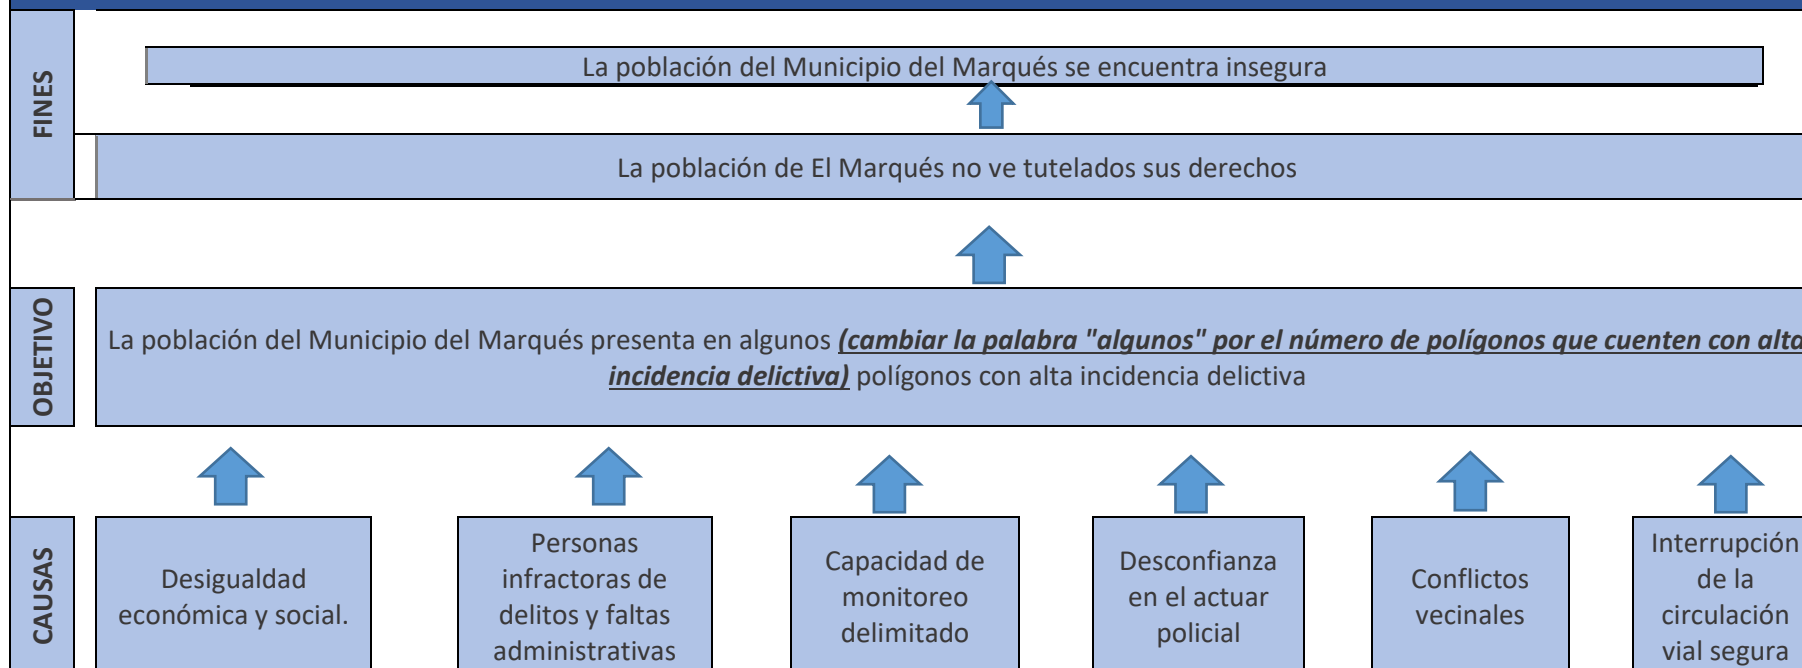 FINES
La población del Municipio del Marqués se encuentra insegura
La población de El Marqués no ve tutelados sus derechos
OBJETIVO
La población del Municipio del Marqués presenta en algunos (cambiar la palabra "algunos" por el número de polígonos que cuenten con alta
incidencia delictiva) polígonos con alta incidencia delictiva
CAUSAS
Desigualdad
económica y social.
Personas
infractoras de
delitos y faltas
administrativas
Capacidad de
monitoreo
delimitado
Desconfianza
en el actuar
policial
Conflictos
vecinales
Interrupción
de la
circulación
vial segura